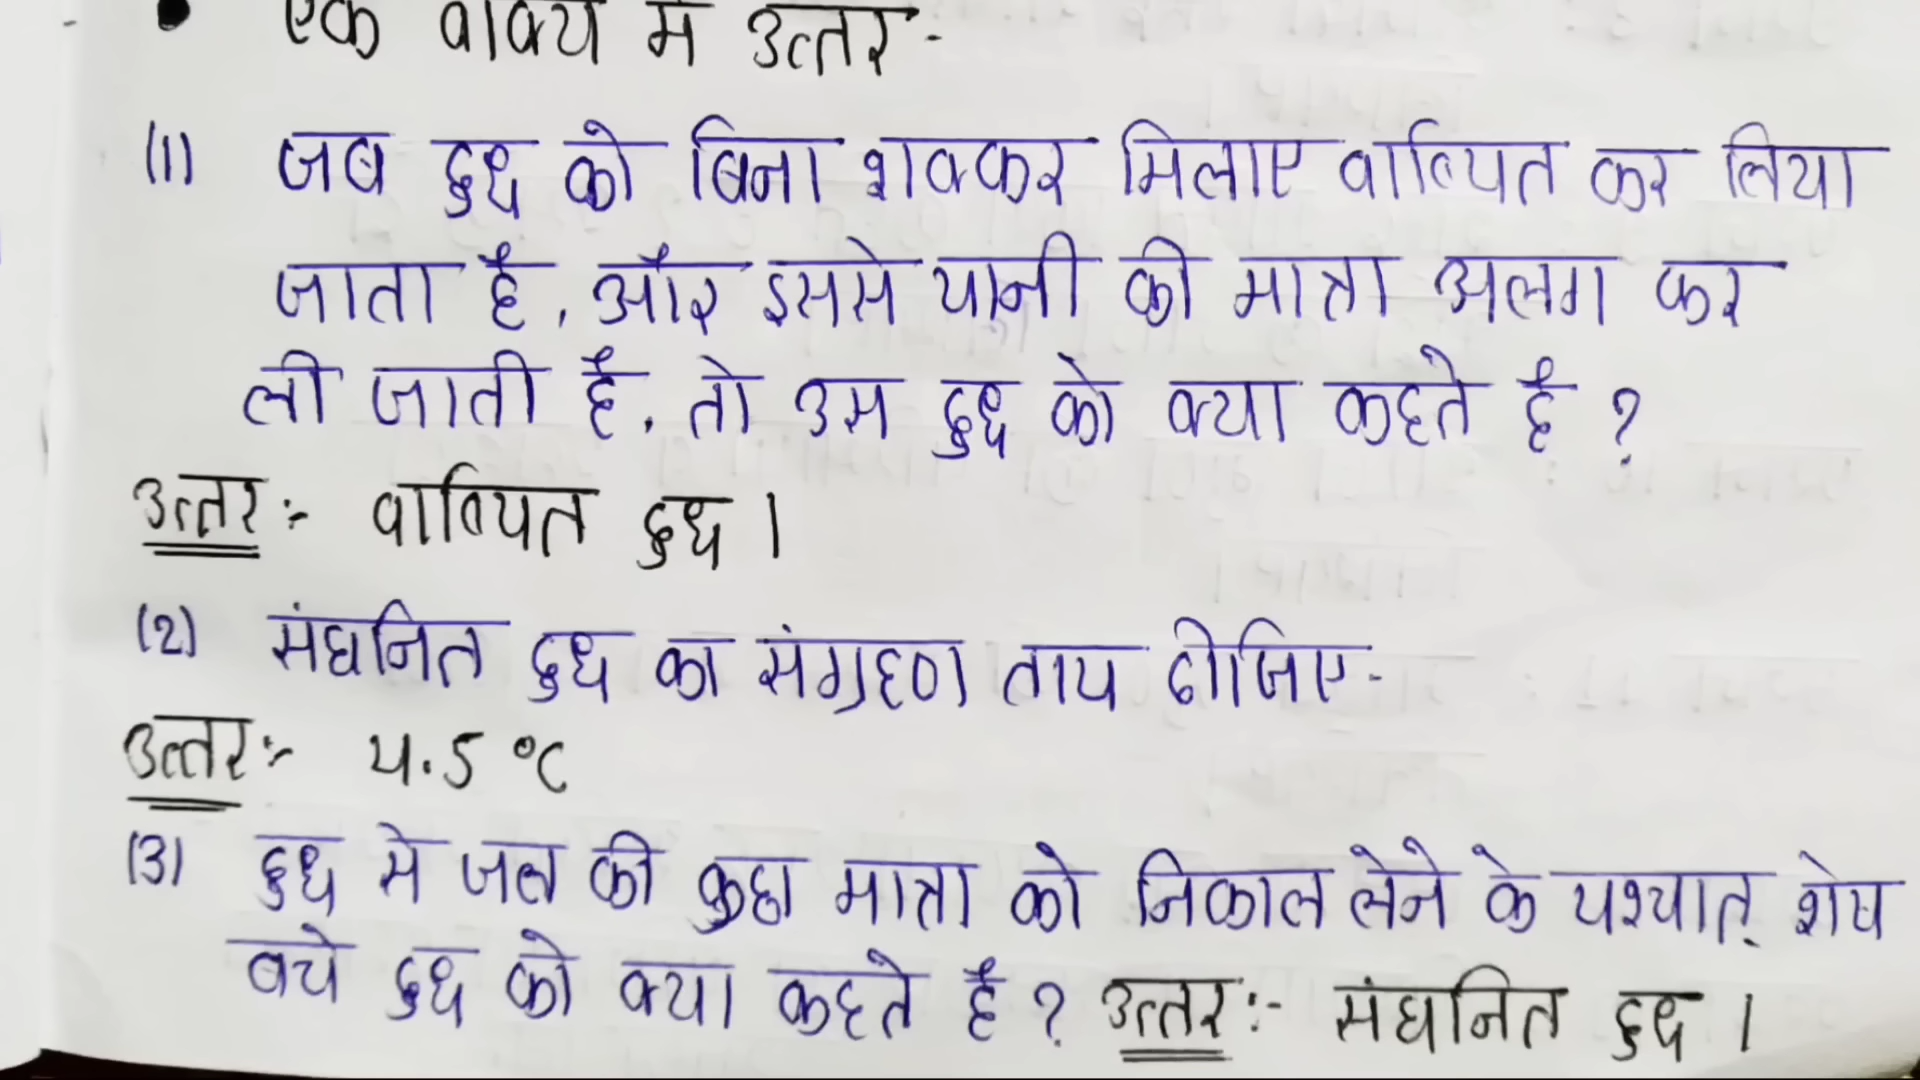 • एक वाक्य में उत्तर:-
(1) जब दुध को बिना शक्कर मिलाए वाष्पित कर लिया
जाता है, और इससे पानी की मात्रा अलग कर
ली जाती है, तो उस दुध को क्या कहते है ?
उत्तर:- वाष्पित दुध ।
(2) संघनित दुध का संग्रहण ताप दीजिए-
उत्तर:- 4.5 °C
(3) दुध मे जल की कुछ मात्रा को निकाल लेने के पश्चात् शेष
बचे दुध को क्या कहते है ? उत्तर:- संघनित दुध ।